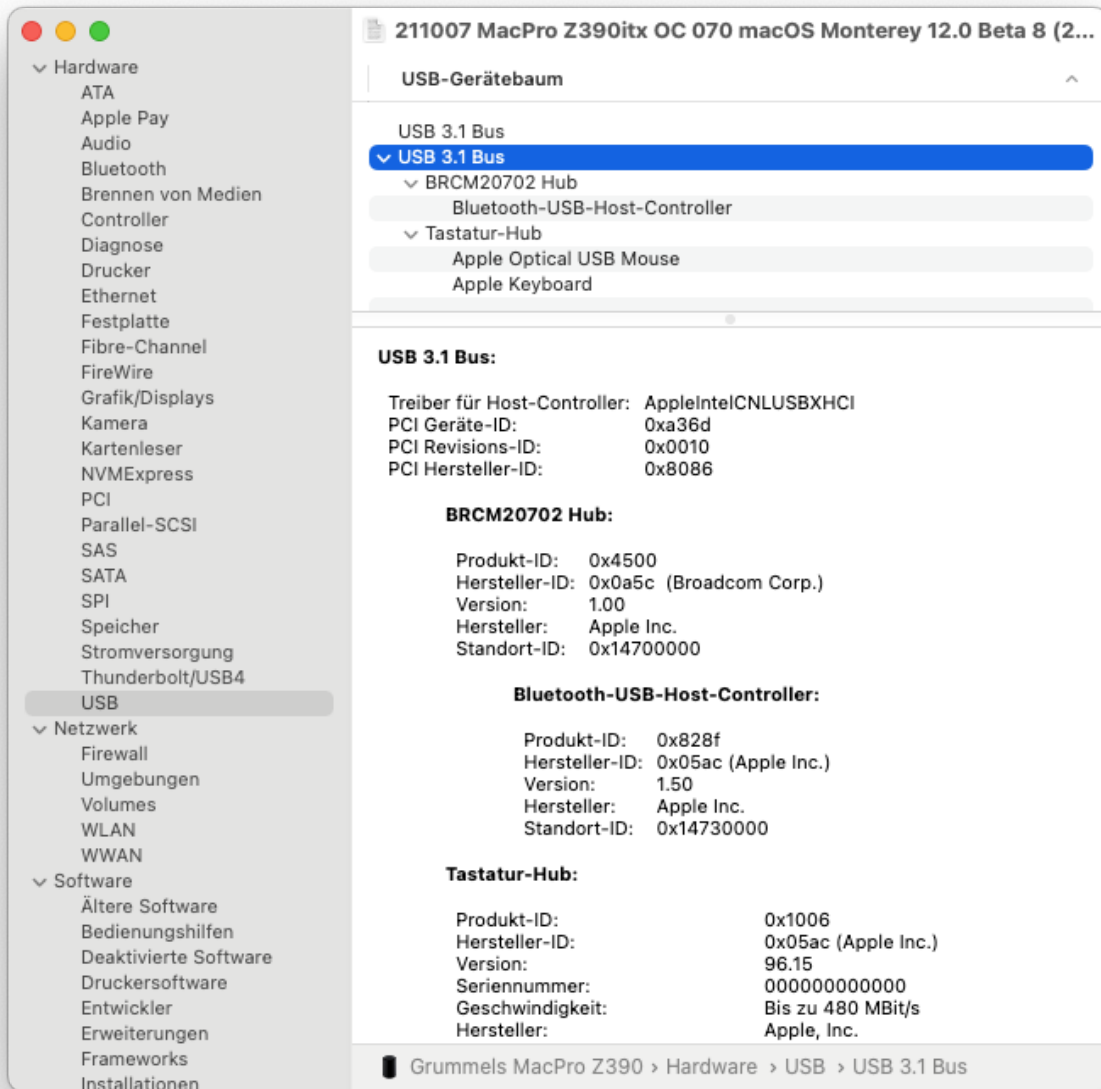 211007 MacPro Z390itx OC 070 macOS Monterey 12.0 Beta 8 (2...
Hardware
ATA
Apple Pay
Audio
Bluetooth
Brennen von Medien
Controller
Diagnose
Drucker
Ethernet
Festplatte
Fibre-Channel
FireWire
Grafik/Displays
Kamera
Kartenleser
NVMExpress
PCI
Parallel-SCSI
SAS
SATA
SPI
Speicher
Stromversorgung
Thunderbolt/USB4
USB
Netzwerk
Firewall
Umgebungen
Volumes
WLAN
WWAN
Software
Ältere Software
Bedienungshilfen
Deaktivierte Software
Druckersoftware
Entwickler
Erweiterungen
Frameworks
Installationen
USB-Gerätebaum
USB 3.1 Bus
USB 3.1 Bus
BRCM20702 Hub
Bluetooth-USB-Host-Controller
Tastatur-Hub
Apple Optical USB Mouse
Apple Keyboard
USB 3.1 Bus:
Treiber für Host-Controller: AppleIntelCNLUSBXHCI
PCI Geräte-ID: 0xa36d
PCI Revisions-ID: 0x0010
PCI Hersteller-ID: 0x8086
BRCM20702 Hub:
Produkt-ID: 0x4500
Hersteller-ID: 0x0a5c (Broadcom Corp.)
Version: 1.00
Hersteller: Apple Inc.
Standort-ID: 0x14700000
Bluetooth-USB-Host-Controller:
Produkt-ID: 0x828f
Hersteller-ID: 0x05ac (Apple Inc.)
Version: 1.50
Hersteller: Apple Inc.
Standort-ID: 0x14730000
Tastatur-Hub:
Produkt-ID: 0x1006
Hersteller-ID: 0x05ac (Apple Inc.)
Version: 96.15
Seriennummer: 000000000000
Geschwindigkeit: Bis zu 480 MBit/s
Hersteller: Apple, Inc.
Grummels MacPro Z390 › Hardware › USB › USB 3.1 Bus